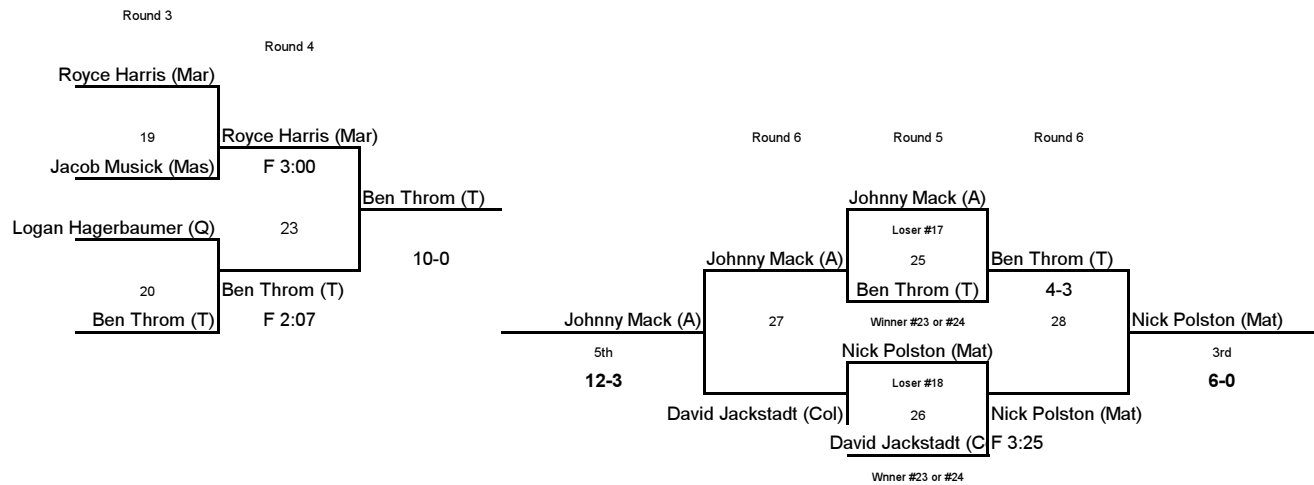 Round 3
Round 4
Royce Harris (Mar)
19
Royce Harris (Mar)
Jacob Musick (Mas)
F 3:00
Ben Throm (T)
Logan Hagerbaumer (Q)
23
10-0
20
Ben Throm (T)
Ben Throm (T)
F 2:07
Round 6
Round 5
Round 6
Johnny Mack (A)
Loser #17
Johnny Mack (A)
25
Ben Throm (T)
Ben Throm (T)
4-3
Johnny Mack (A)
27
Winner #23 or #24
28
Nick Polston (Mat)
5th
Nick Polston (Mat)
3rd
12-3
Loser #18
6-0
David Jackstadt (Col)
26
Nick Polston (Mat)
David Jackstadt (C
F 3:25
Wnner #23 or #24